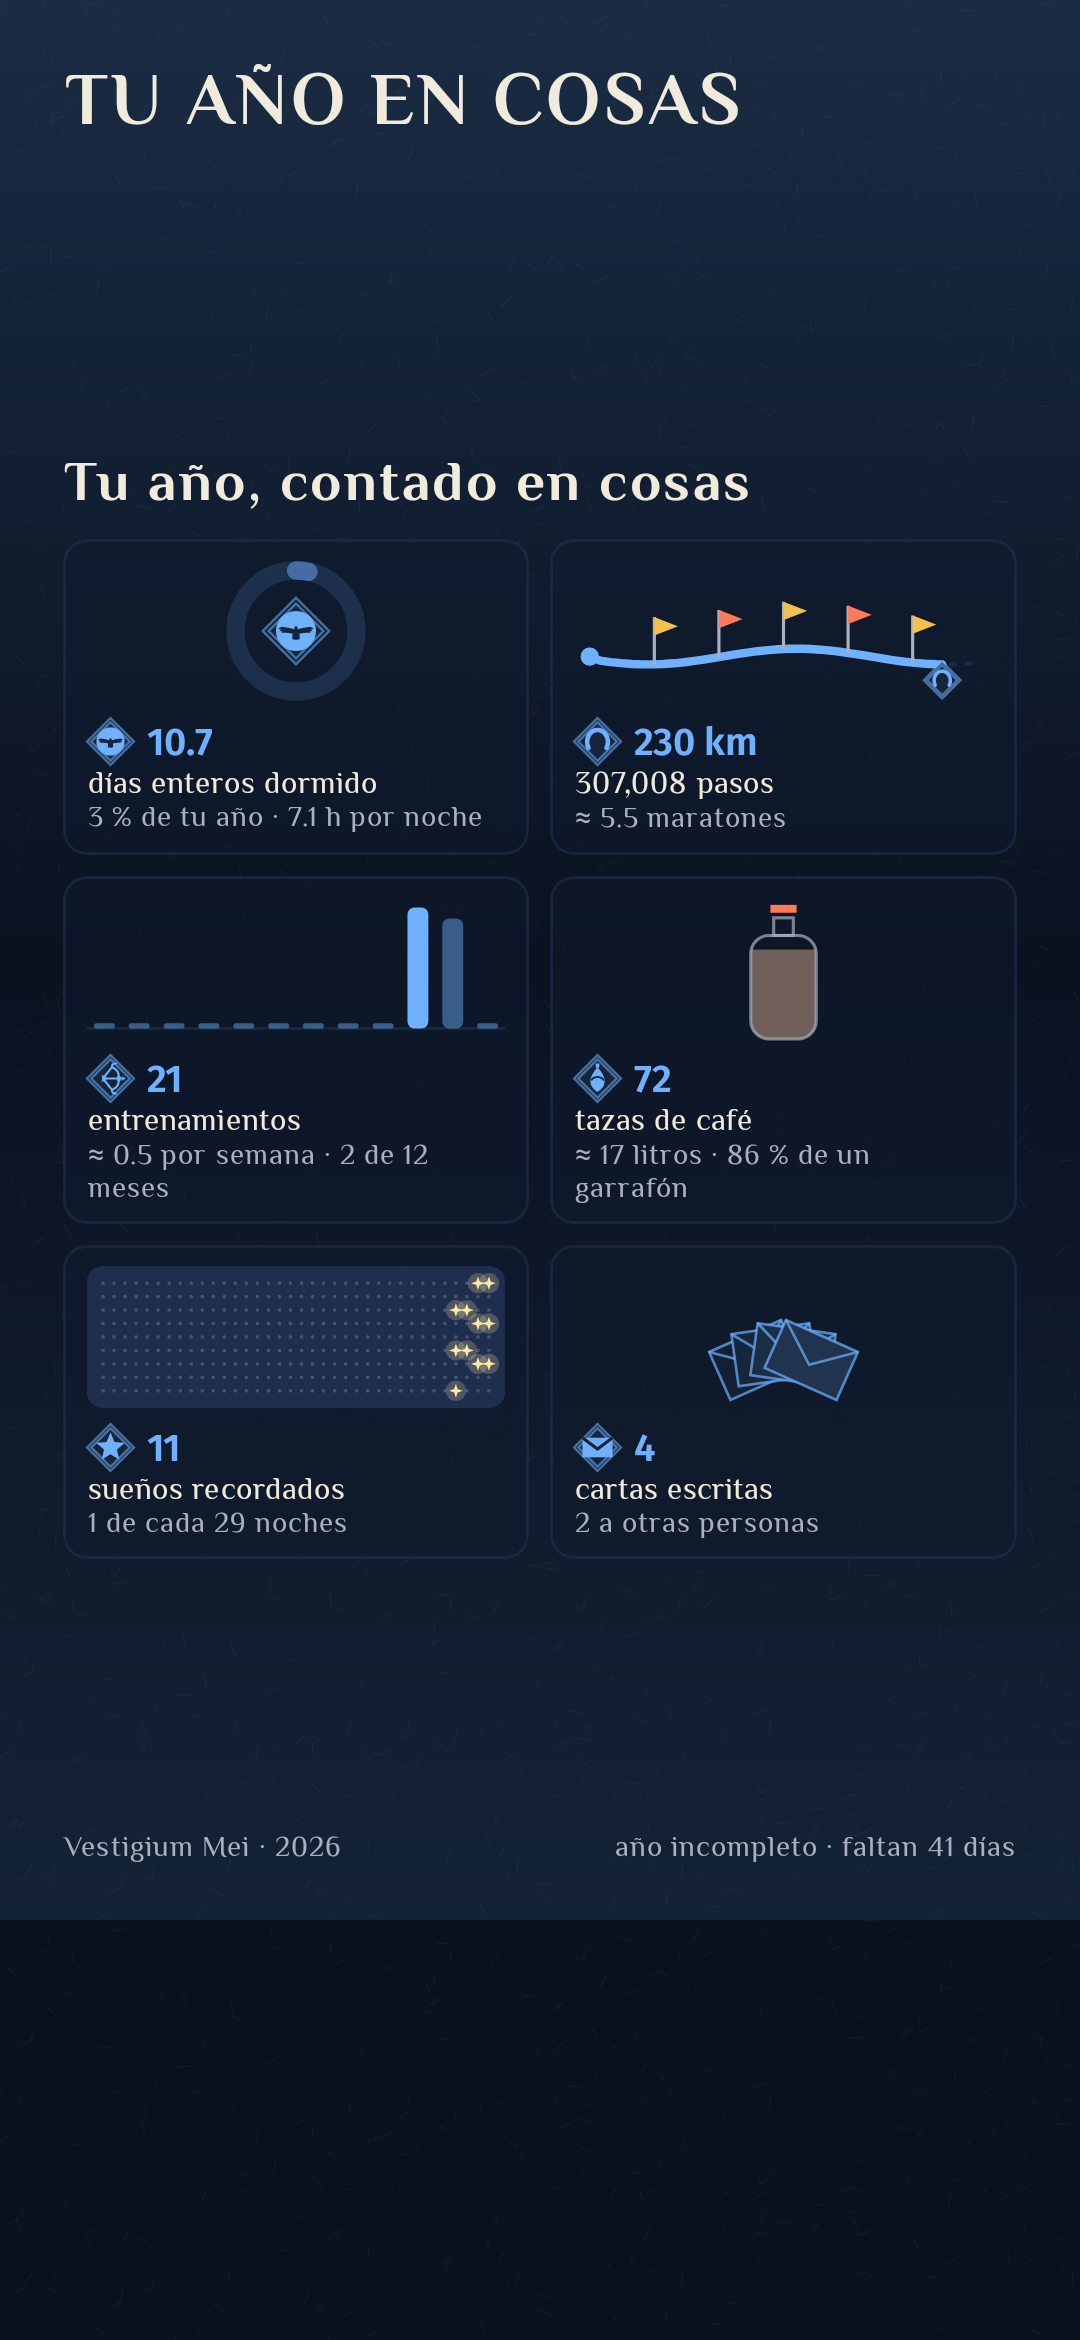 TU AÑO EN COSAS
Tu año, contado en cosas
10.7
días enteros dormido
3 % de tu año · 7.1 h por noche
230 km
307,008 pasos
≈ 5.5 maratones
21
entrenamientos
≈ 0.5 por semana · 2 de 12
meses
72
tazas de café
≈ 17 litros · 86 % de un
garrafón
11
sueños recordados
1 de cada 29 noches
4
cartas escritas
2 a otras personas
Vestigium Mei · 2026
año incompleto · faltan 41 días